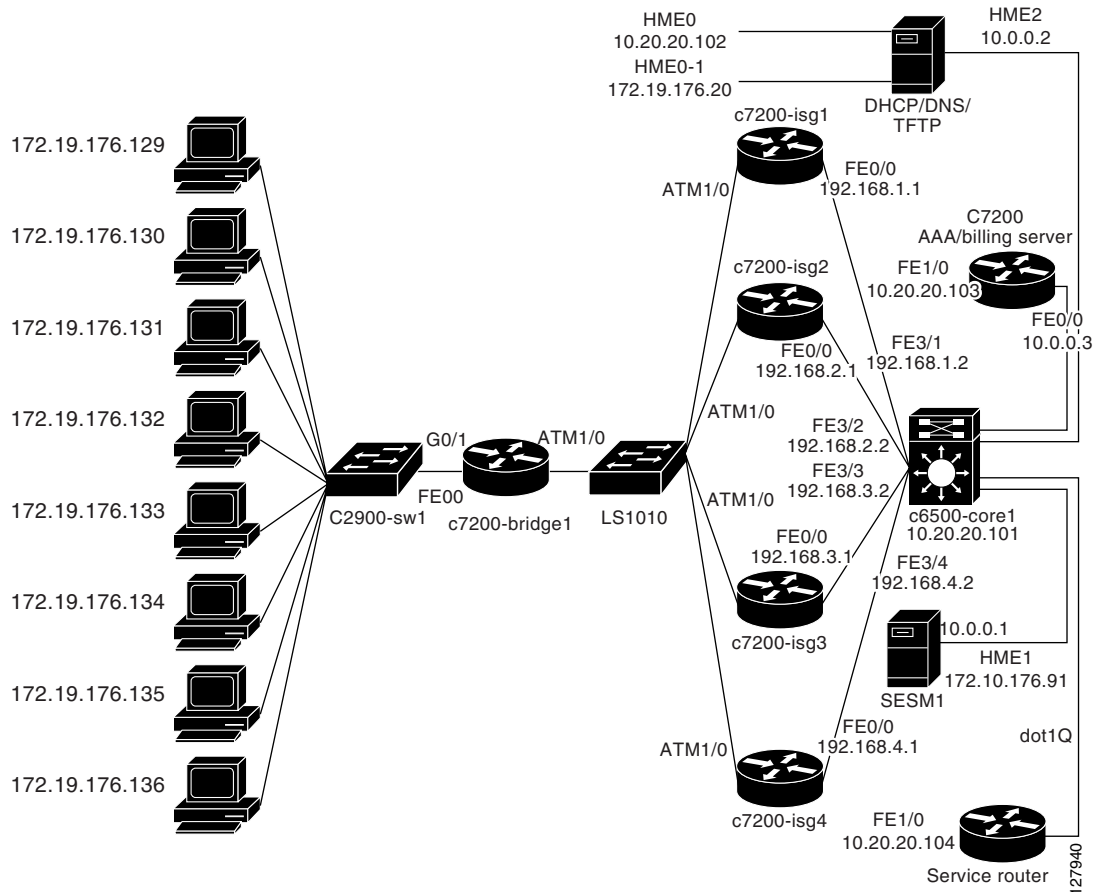 HME0
10.20.20.102
HME0-1
172.19.176.20
HME2
10.0.0.2
DHCP/DNS/
TFTP
172.19.176.129
172.19.176.130
172.19.176.131
172.19.176.132
172.19.176.133
172.19.176.134
172.19.176.135
172.19.176.136
C2900-sw1
G0/1
FE00
c7200-bridge1
ATM1/0
LS1010
c7200-isg1
ATM1/0
FE0/0
192.168.1.1
c7200-isg2
FE0/0
192.168.2.1
ATM1/0
C7200
AAA/billing server
FE1/0
10.20.20.103
FE0/0
10.0.0.3
FE3/1
192.168.1.2
FE3/2
192.168.2.2
FE3/3
192.168.3.2
ATM1/0
FE0/0
192.168.3.1
c7200-isg3
c6500-core1
10.20.20.101
FE3/4
192.168.4.2
10.0.0.1
HME1
172.10.176.91
SESM1
ATM1/0
FE0/0
192.168.4.1
c7200-isg4
dot1Q
FE1/0
10.20.20.104
Service router
127940